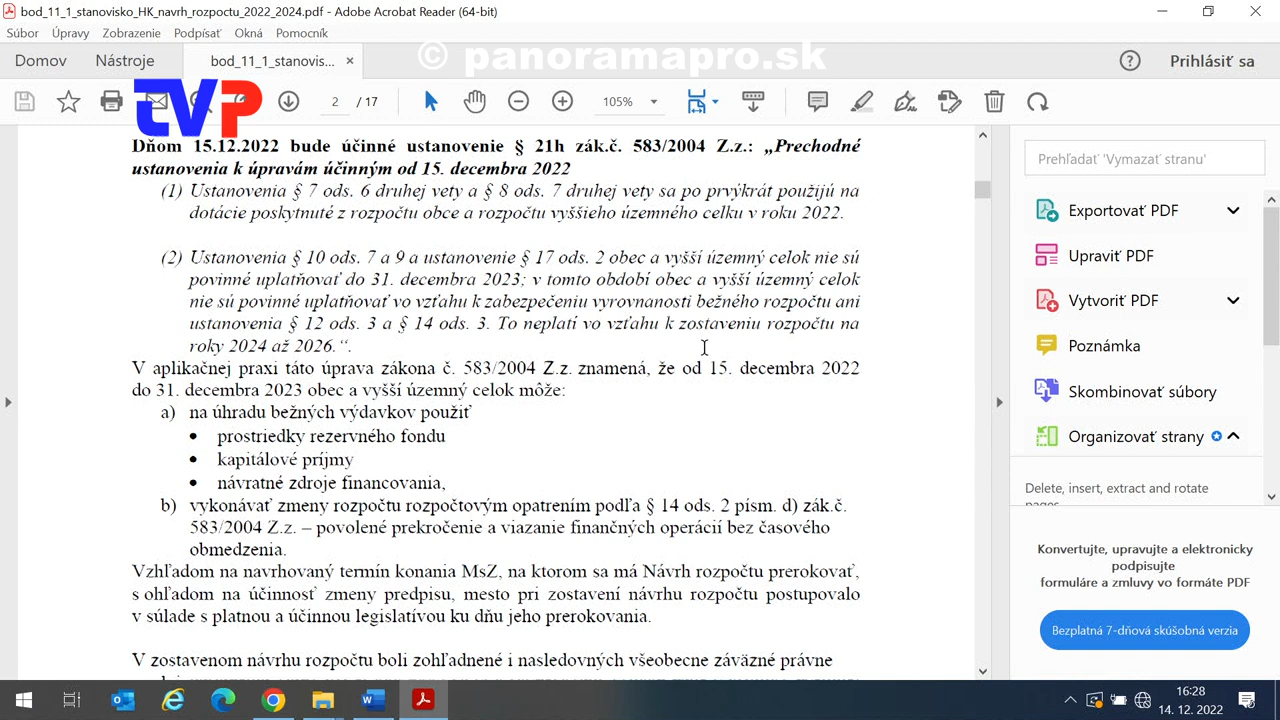 bod_11_1_stanovisko_HK_navrh_rozpoctu_2022_2024.pdf - Adobe Acrobat Reader (64-bit)
Súbor Úpravy Zobrazenie Podpísať Okná Pomocník
© panoramapro.sk
Domov Nástroje bod_11_1_stanovis... × Prihlásiť sa
TVP
2 / 17 105%
Dňom 15.12.2022 bude účinné ustanovenie § 21h zák.č. 583/2004 Z.z.: „Prechodné
ustanovenia k úpravám účinným od 15. decembra 2022
(1) Ustanovenia § 7 ods. 6 druhej vety a § 8 ods. 7 druhej vety sa po prvýkrát použijú na
dotácie poskytnuté z rozpočtu obce a rozpočtu vyššieho územného celku v roku 2022.
(2) Ustanovenia § 10 ods. 7 a 9 a ustanovenie § 17 ods. 2 obec a vyšší územný celok nie sú
povinné uplatňovať do 31. decembra 2023; v tomto období obec a vyšší územný celok
nie sú povinné uplatňovať vo vzťahu k zabezpečeniu vyrovnanosti bežného rozpočtu ani
ustanovenia § 12 ods. 3 a § 14 ods. 3. To neplatí vo vzťahu k zostaveniu rozpočtu na
roky 2024 až 2026.“.
V aplikačnej praxi táto úprava zákona č. 583/2004 Z.z. znamená, že od 15. decembra 2022
do 31. decembra 2023 obec a vyšší územný celok môže:
a) na úhradu bežných výdavkov použiť
• prostriedky rezervného fondu
• kapitálové príjmy
• návratné zdroje financovania,
b) vykonávať zmeny rozpočtu rozpočtovým opatrením podľa § 14 ods. 2 písm. d) zák.č.
583/2004 Z.z. – povolené prekročenie a viazanie finančných operácií bez časového
obmedzenia.
Vzhľadom na navrhovaný termín konania MsZ, na ktorom sa má Návrh rozpočtu prerokovať,
s ohľadom na účinnosť zmeny predpisu, mesto pri zostavení návrhu rozpočtu postupovalo
v súlade s platnou a účinnou legislatívou ku dňu jeho prerokovania.
V zostavenom návrhu rozpočtu boli zohľadnené i nasledovných všeobecne záväzné právne
Prehľadať 'Vymazať stranu'
Exportovať PDF
Upraviť PDF
Vytvoriť PDF
Poznámka
Skombinovať súbory
Organizovať strany
Delete, insert, extract and rotate
pages
Konvertujte, upravujte a elektronicky
podpisujte
formuláre a zmluvy vo formáte PDF
Bezplatná 7-dňová skúšobná verzia
16:28
14. 12. 2022